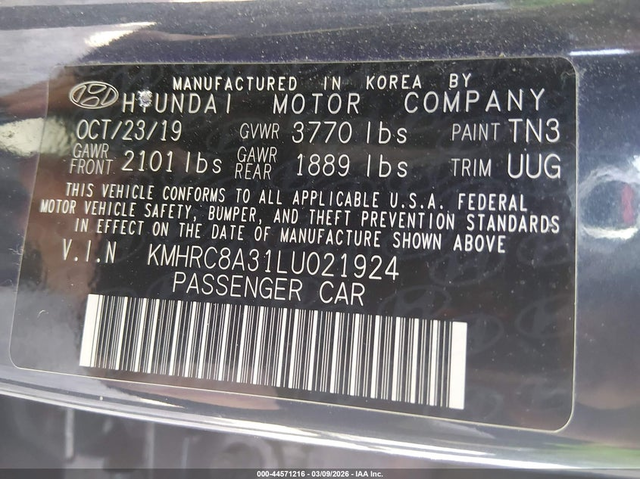 MANUFACTURED IN KOREA BY
HYUNDAI MOTOR COMPANY
OCT/23/19 GVWR 3770 lbs PAINT TN3
GAWR FRONT 2101 lbs GAWR REAR 1889 lbs TRIM UUG
THIS VEHICLE CONFORMS TO ALL APPLICABLE U.S.A. FEDERAL
MOTOR VEHICLE SAFETY, BUMPER, AND THEFT PREVENTION STANDARDS
IN EFFECT ON THE DATE OF MANUFACTURE SHOWN ABOVE
V.I.N KMHRC8A31LU021924
PASSENGER CAR
000-44571216 - 03/09/2026 - IAA Inc.